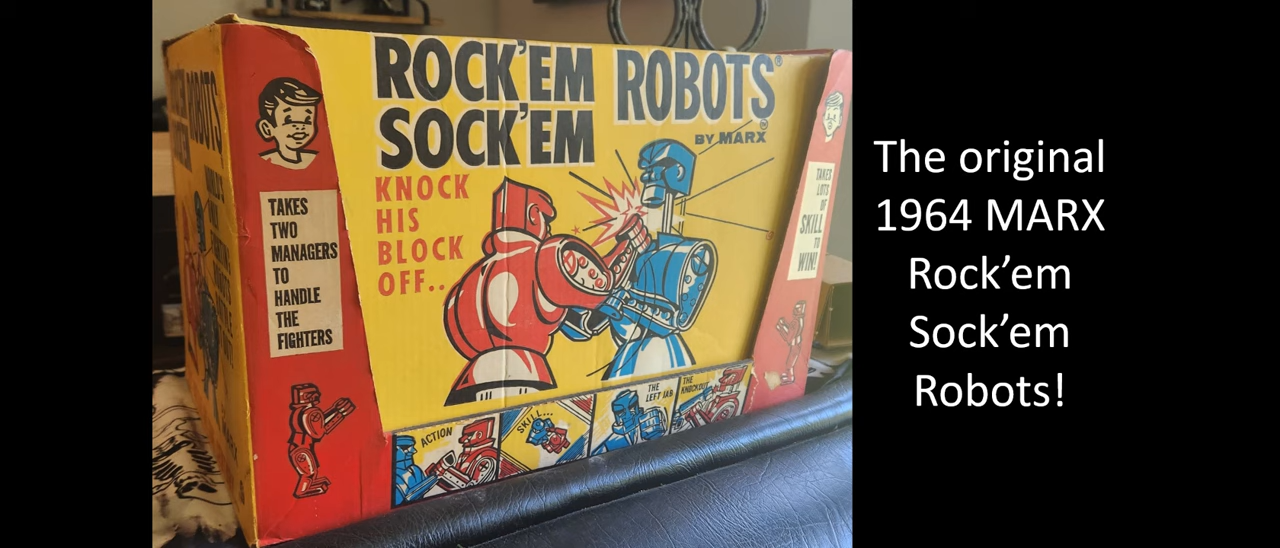 ROCK'EM
SOCK'EM
ROBOTS®
BY MARX™
KNOCK
HIS
BLOCK
OFF..
TAKES
TWO
MANAGERS
TO
HANDLE
THE
FIGHTERS
TAKES
LOTS
OF
SKILL
TO
WIN!
ACTION
SKILL...
THE
LEFT JAB
THE
KNOCKOUT
ROBOTS
The original
1964 MARX
Rock’em
Sock’em
Robots!